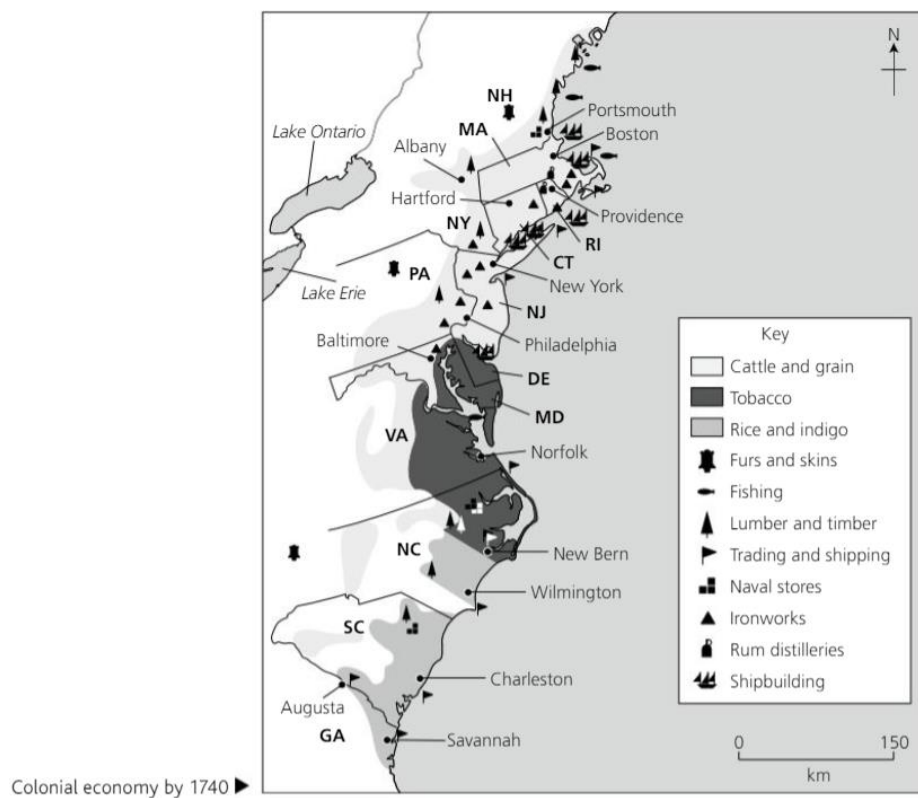 N
NH
Portsmouth
MA
Boston
Lake Ontario
Albany
Hartford
Providence
NY
RI
CT
PA
New York
Lake Erie
NJ
Philadelphia
Baltimore
DE
MD
VA
Norfolk
NC
New Bern
Wilmington
SC
Charleston
Augusta
GA
Savannah
Key
Cattle and grain
Tobacco
Rice and indigo
Furs and skins
Fishing
Lumber and timber
Trading and shipping
Naval stores
Ironworks
Rum distilleries
Shipbuilding
0 150
km
Colonial economy by 1740